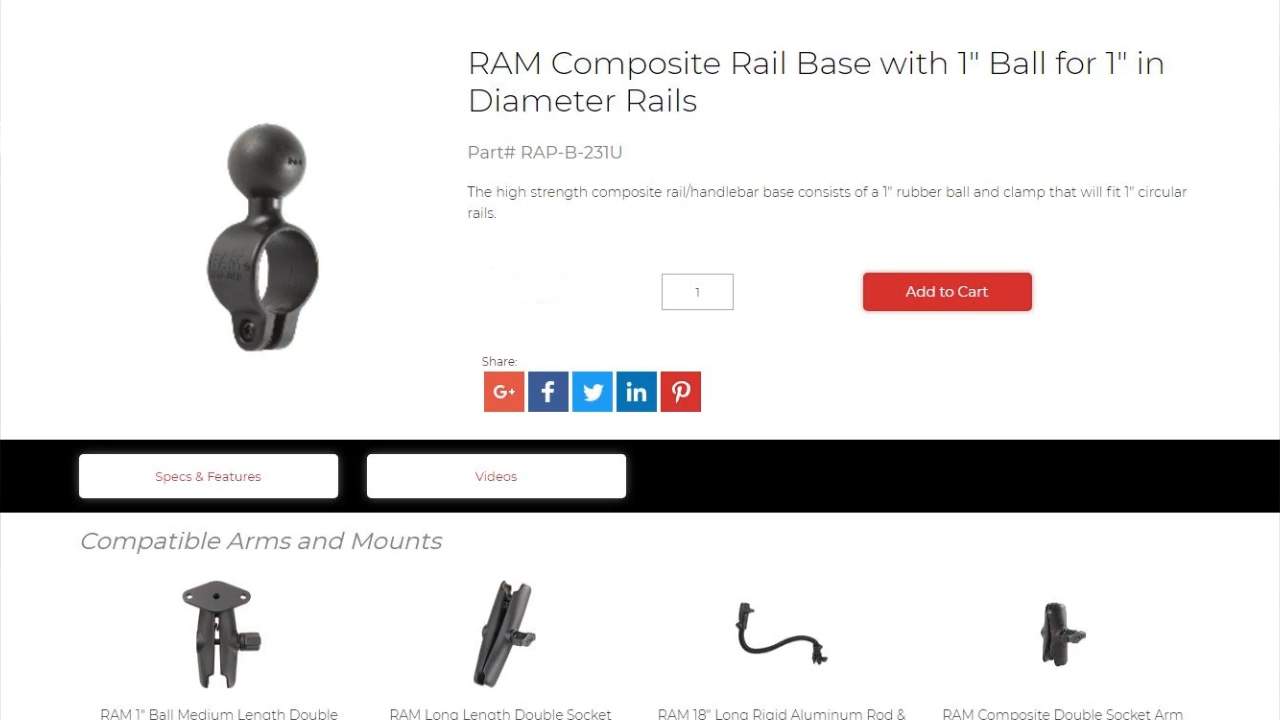 RAM Composite Rail Base with 1" Ball for 1" in
Diameter Rails
Part# RAP-B-231U
The high strength composite rail/handlebar base consists of a 1" rubber ball and clamp that will fit 1" circular
rails.
1
Add to Cart
Share:
G+
f
in
Specs & Features
Videos
Compatible Arms and Mounts
RAM 1" Ball Medium Length Double
RAM Long Length Double Socket
RAM 18" Long Rigid Aluminum Rod &
RAM Composite Double Socket Arm